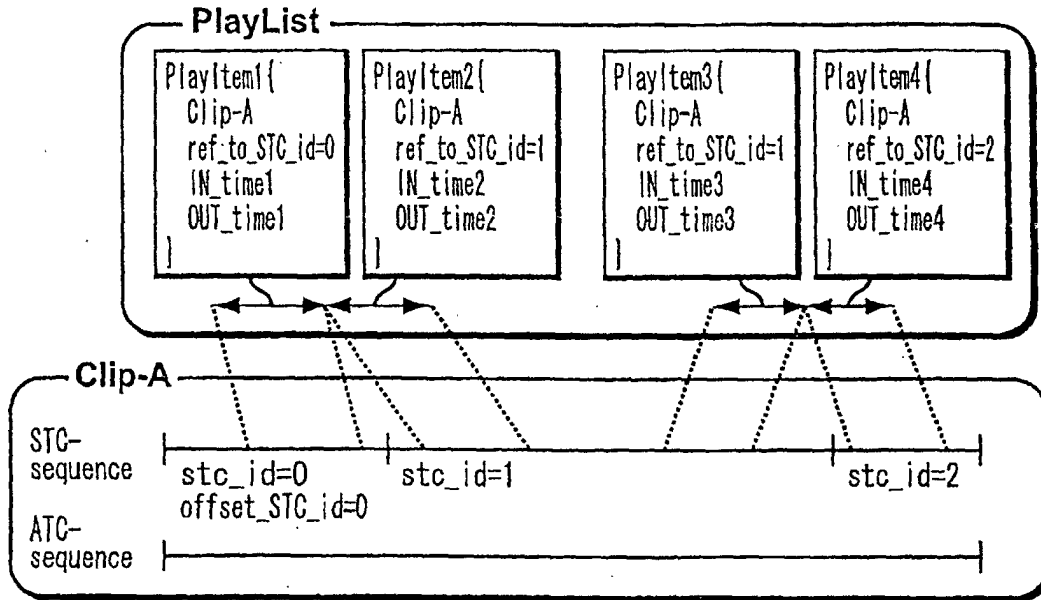 PlayList
PlayItem1{
Clip-A
ref_to_STC_id=0
IN_time1
OUT_time1
}
PlayItem2{
Clip-A
ref_to_STC_id=1
IN_time2
OUT_time2
}
PlayItem3{
Clip-A
ref_to_STC_id=1
IN_time3
OUT_time3
}
PlayItem4{
Clip-A
ref_to_STC_id=2
IN_time4
OUT_time4
}
Clip-A
STC-
sequence
stc_id=0
offset_STC_id=0
stc_id=1
stc_id=2
ATC-
sequence